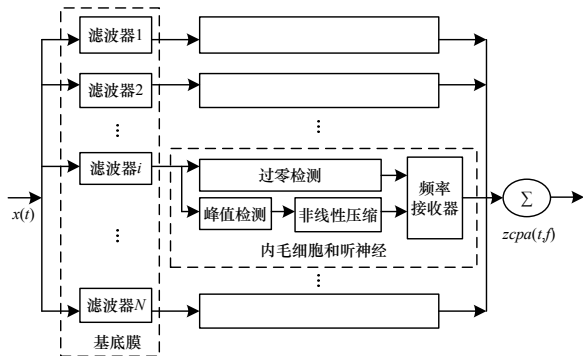 滤波器1
滤波器2
滤波器i
过零检测
x(t)
峰值检测
非线性压缩
频率
接收器
Σ
内毛细胞和听神经
zcpa(t,f)
滤波器N
基底膜